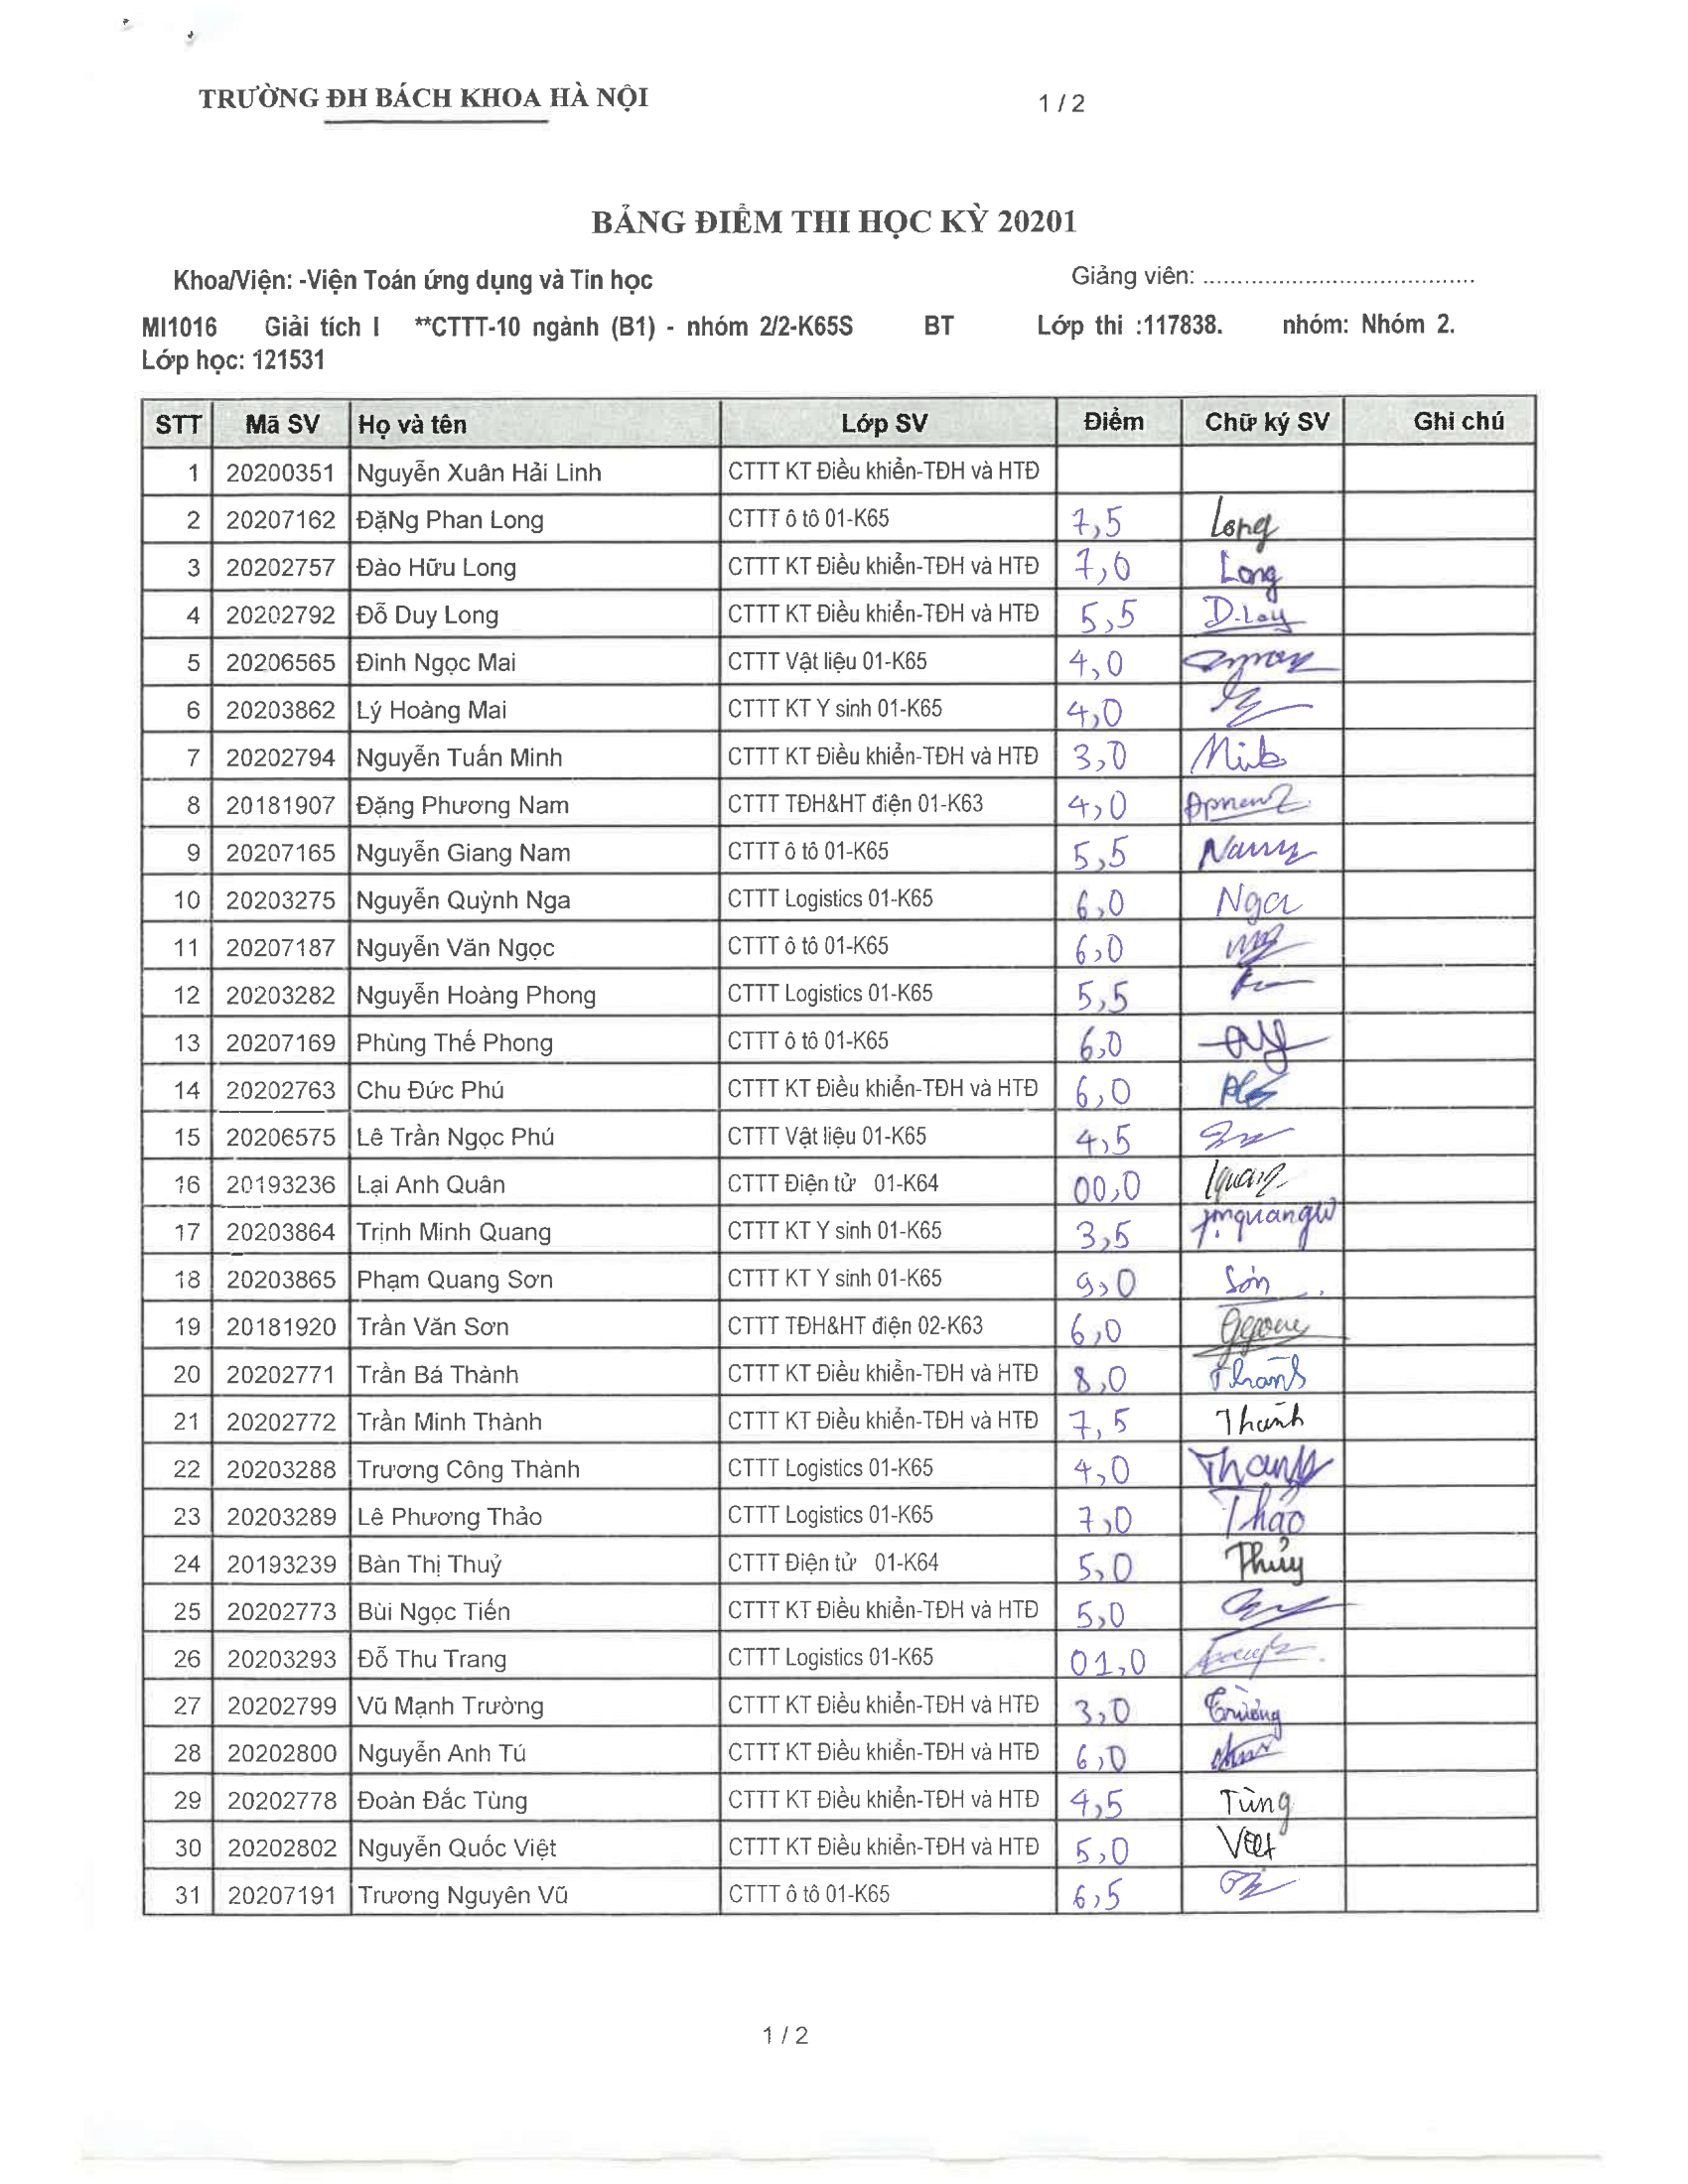 TRƯỜNG ĐH BÁCH KHOA HÀ NỘI 1 / 2
BẢNG ĐIỂM THI HỌC KỲ 20201
Khoa/Viện: -Viện Toán ứng dụng và Tin học Giảng viên: ........................................
MI1016 Giải tích I **CTTT-10 ngành (B1) - nhóm 2/2-K65S BT Lớp thi :117838. nhóm: Nhóm 2.
Lớp học: 121531
STT Mã SV Họ và tên Lớp SV Điểm Chữ ký SV Ghi chú
1 20200351 Nguyễn Xuân Hải Linh CTTT KT Điều khiển-TĐH và HTĐ
2 20207162 ĐặNg Phan Long CTTT ô tô 01-K65 7,5 Long
3 20202757 Đào Hữu Long CTTT KT Điều khiển-TĐH và HTĐ 7,0 Long
4 20202792 Đỗ Duy Long CTTT KT Điều khiển-TĐH và HTĐ 5,5
5 20206565 Đinh Ngọc Mai CTTT Vật liệu 01-K65 4,0
6 20203862 Lý Hoàng Mai CTTT KT Y sinh 01-K65 4,0
7 20202794 Nguyễn Tuấn Minh CTTT KT Điều khiển-TĐH và HTĐ 3,0
8 20181907 Đặng Phương Nam CTTT TĐH&HT điện 01-K63 4,0
9 20207165 Nguyễn Giang Nam CTTT ô tô 01-K65 5,5
10 20203275 Nguyễn Quỳnh Nga CTTT Logistics 01-K65 6,0 Nga
11 20207187 Nguyễn Văn Ngọc CTTT ô tô 01-K65 6,0
12 20203282 Nguyễn Hoàng Phong CTTT Logistics 01-K65 5,5
13 20207169 Phùng Thế Phong CTTT ô tô 01-K65 6,0
14 20202763 Chu Đức Phú CTTT KT Điều khiển-TĐH và HTĐ 6,0
15 20206575 Lê Trần Ngọc Phú CTTT Vật liệu 01-K65 4,5
16 20193236 Lại Anh Quân CTTT Điện tử 01-K64 00,0
17 20203864 Trịnh Minh Quang CTTT KT Y sinh 01-K65 3,5
18 20203865 Phạm Quang Sơn CTTT KT Y sinh 01-K65 9,0 Sơn
19 20181920 Trần Văn Sơn CTTT TĐH&HT điện 02-K63 6,0
20 20202771 Trần Bá Thành CTTT KT Điều khiển-TĐH và HTĐ 8,0 Thành
21 20202772 Trần Minh Thành CTTT KT Điều khiển-TĐH và HTĐ 7,5 Thành
22 20203288 Trương Công Thành CTTT Logistics 01-K65 4,0
23 20203289 Lê Phương Thảo CTTT Logistics 01-K65 7,0 Thảo
24 20193239 Bàn Thị Thuỷ CTTT Điện tử 01-K64 5,0 Thủy
25 20202773 Bùi Ngọc Tiến CTTT KT Điều khiển-TĐH và HTĐ 5,0
26 20203293 Đỗ Thu Trang CTTT Logistics 01-K65 01,0
27 20202799 Vũ Mạnh Trường CTTT KT Điều khiển-TĐH và HTĐ 3,0 Trường
28 20202800 Nguyễn Anh Tú CTTT KT Điều khiển-TĐH và HTĐ 6,0
29 20202778 Đoàn Đắc Tùng CTTT KT Điều khiển-TĐH và HTĐ 4,5 Tùng
30 20202802 Nguyễn Quốc Việt CTTT KT Điều khiển-TĐH và HTĐ 5,0 Việt
31 20207191 Trương Nguyên Vũ CTTT ô tô 01-K65 6,5
1 / 2